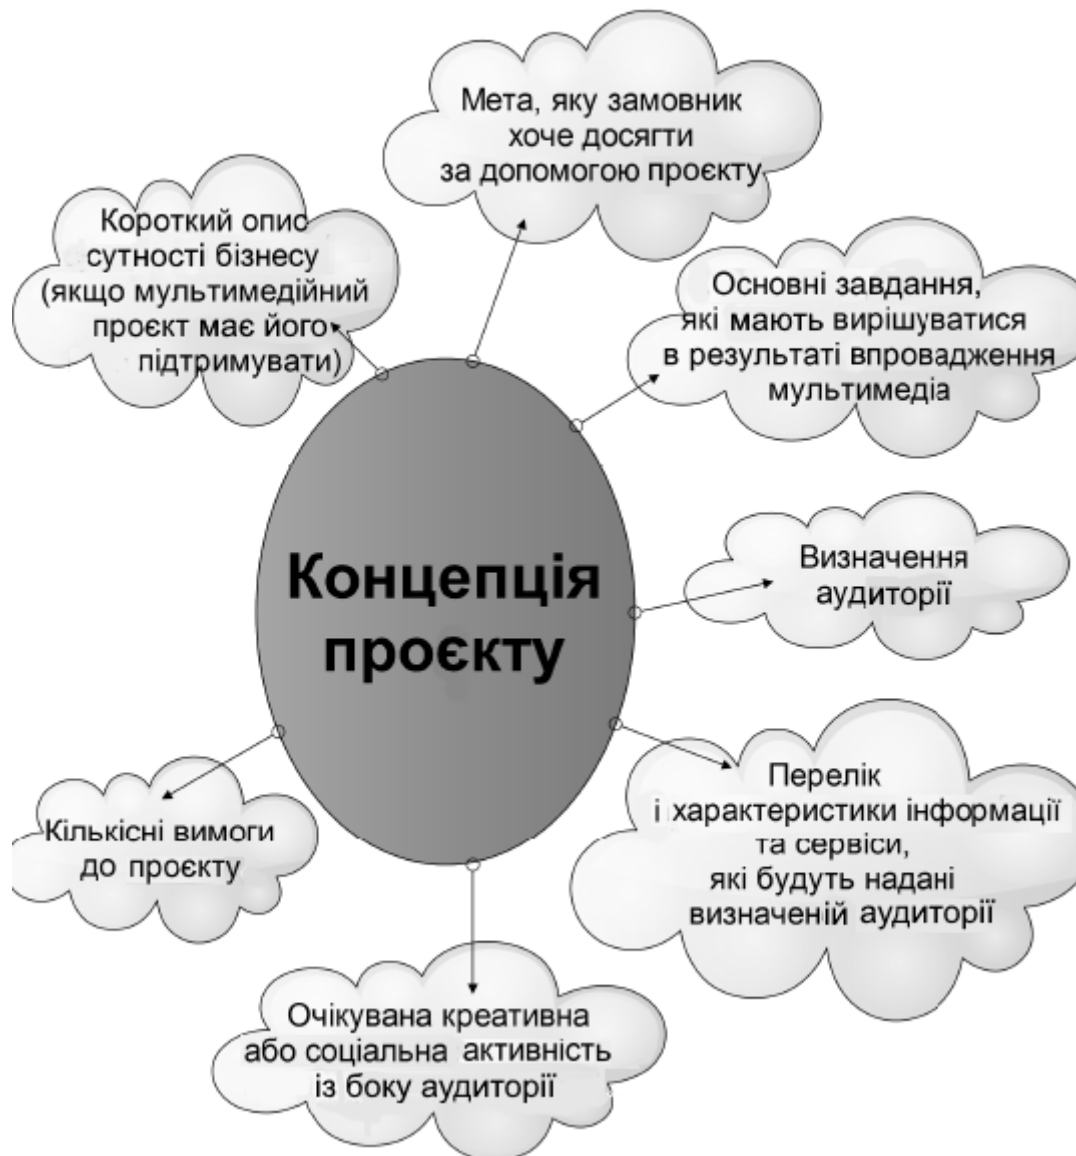 Мета, яку замовник
хоче досягти
за допомогою проєкту
Короткий опис
сутності бізнесу
(якщо мультимедійний
проєкт має його
підтримувати)
Основні завдання,
які мають вирішуватися
в результаті впровадження
мультимедіа
Концепція
проєкту
Визначення
аудиторії
Перелік
і характеристики інформації
та сервіси,
які будуть надані
визначеній аудиторії
Кількісні вимоги
до проєкту
Очікувана креативна
або соціальна активність
із боку аудиторії